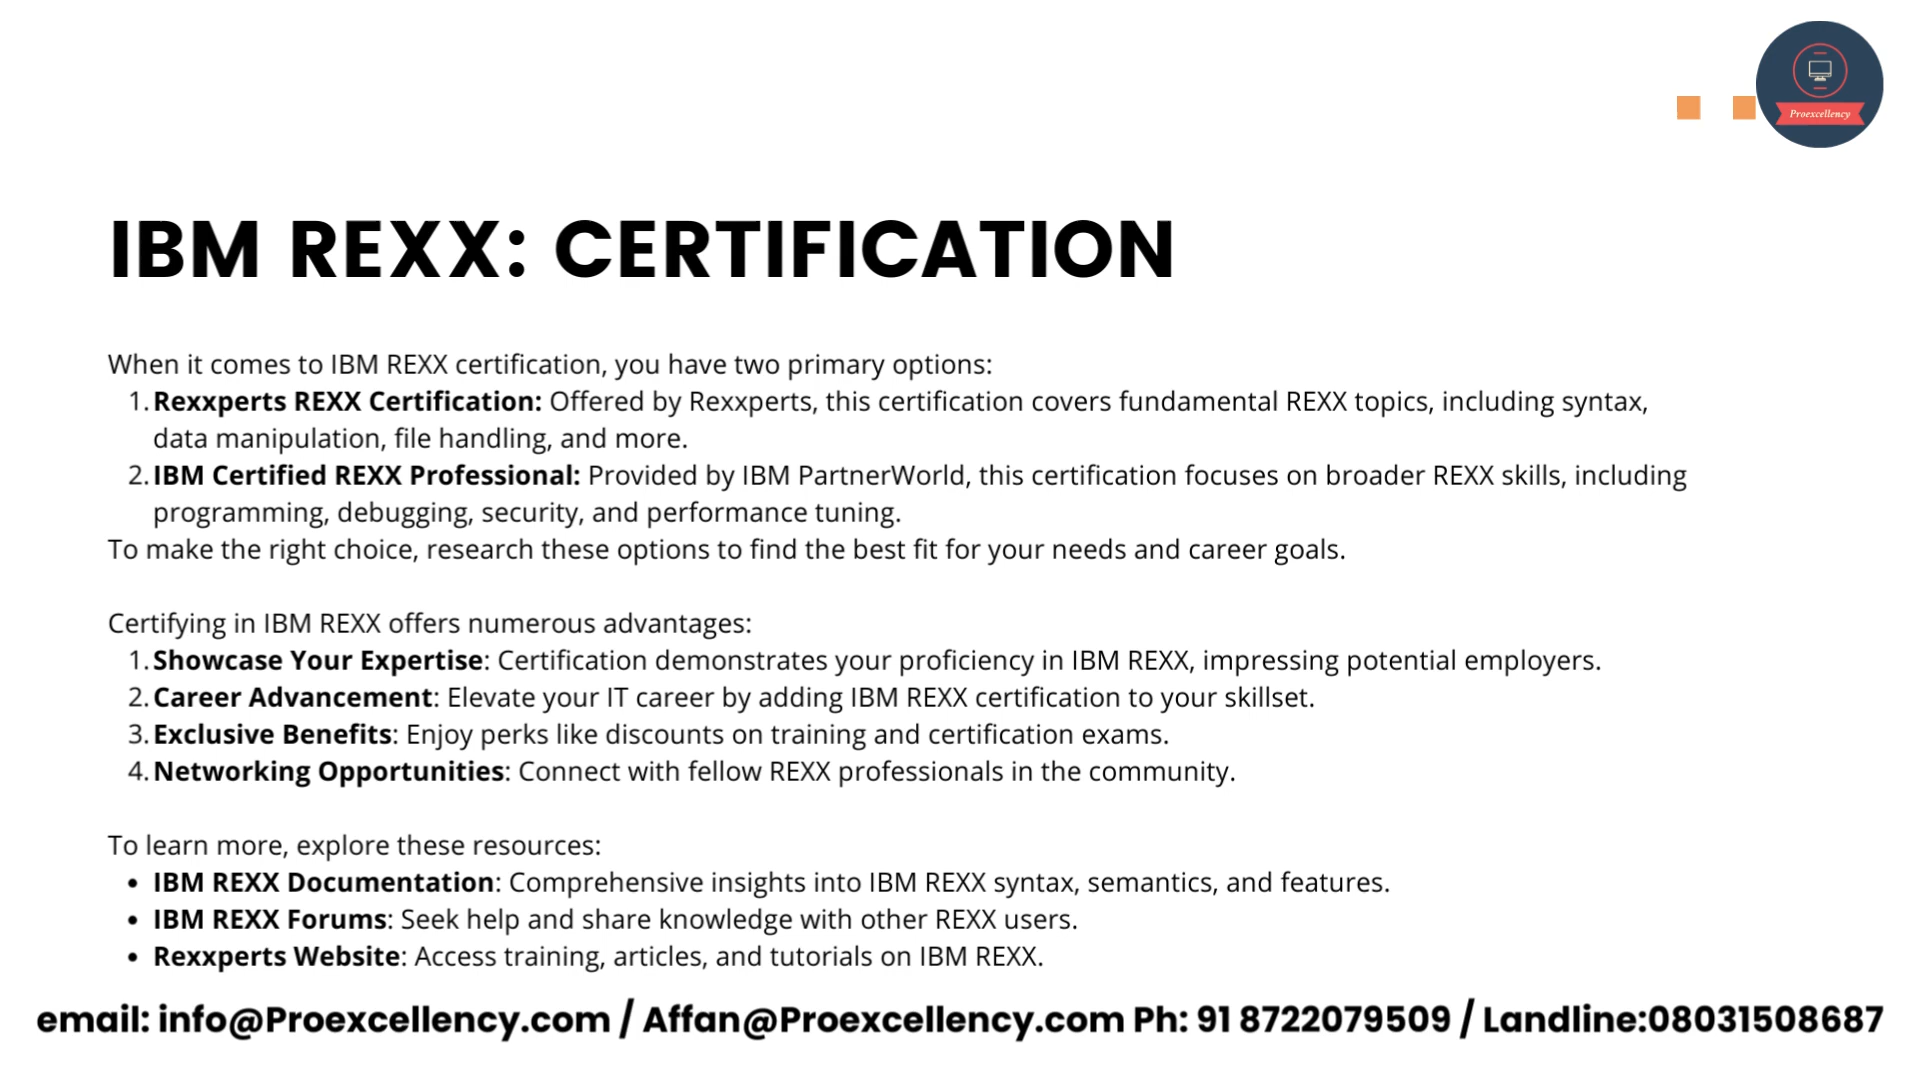 Proexcellency
IBM REXX: CERTIFICATION
When it comes to IBM REXX certification, you have two primary options:
1. Rexxperts REXX Certification: Offered by Rexxperts, this certification covers fundamental REXX topics, including syntax,
data manipulation, file handling, and more.
2. IBM Certified REXX Professional: Provided by IBM PartnerWorld, this certification focuses on broader REXX skills, including
programming, debugging, security, and performance tuning.
To make the right choice, research these options to find the best fit for your needs and career goals.
Certifying in IBM REXX offers numerous advantages:
1. Showcase Your Expertise: Certification demonstrates your proficiency in IBM REXX, impressing potential employers.
2. Career Advancement: Elevate your IT career by adding IBM REXX certification to your skillset.
3. Exclusive Benefits: Enjoy perks like discounts on training and certification exams.
4. Networking Opportunities: Connect with fellow REXX professionals in the community.
To learn more, explore these resources:
• IBM REXX Documentation: Comprehensive insights into IBM REXX syntax, semantics, and features.
• IBM REXX Forums: Seek help and share knowledge with other REXX users.
• Rexxperts Website: Access training, articles, and tutorials on IBM REXX.
email: info@Proexcellency.com / Affan@Proexcellency.com Ph: 91 8722079509 / Landline:08031508687